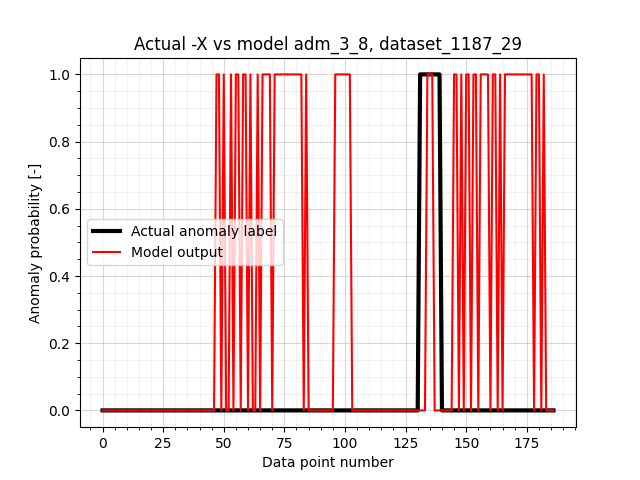 Actual -X vs model adm_3_8, dataset_1187_29
Anomaly probability [-]
1.0
0.8
0.6
0.4
0.2
0.0
Actual anomaly label
Model output
0 25 50 75 100 125 150 175
Data point number